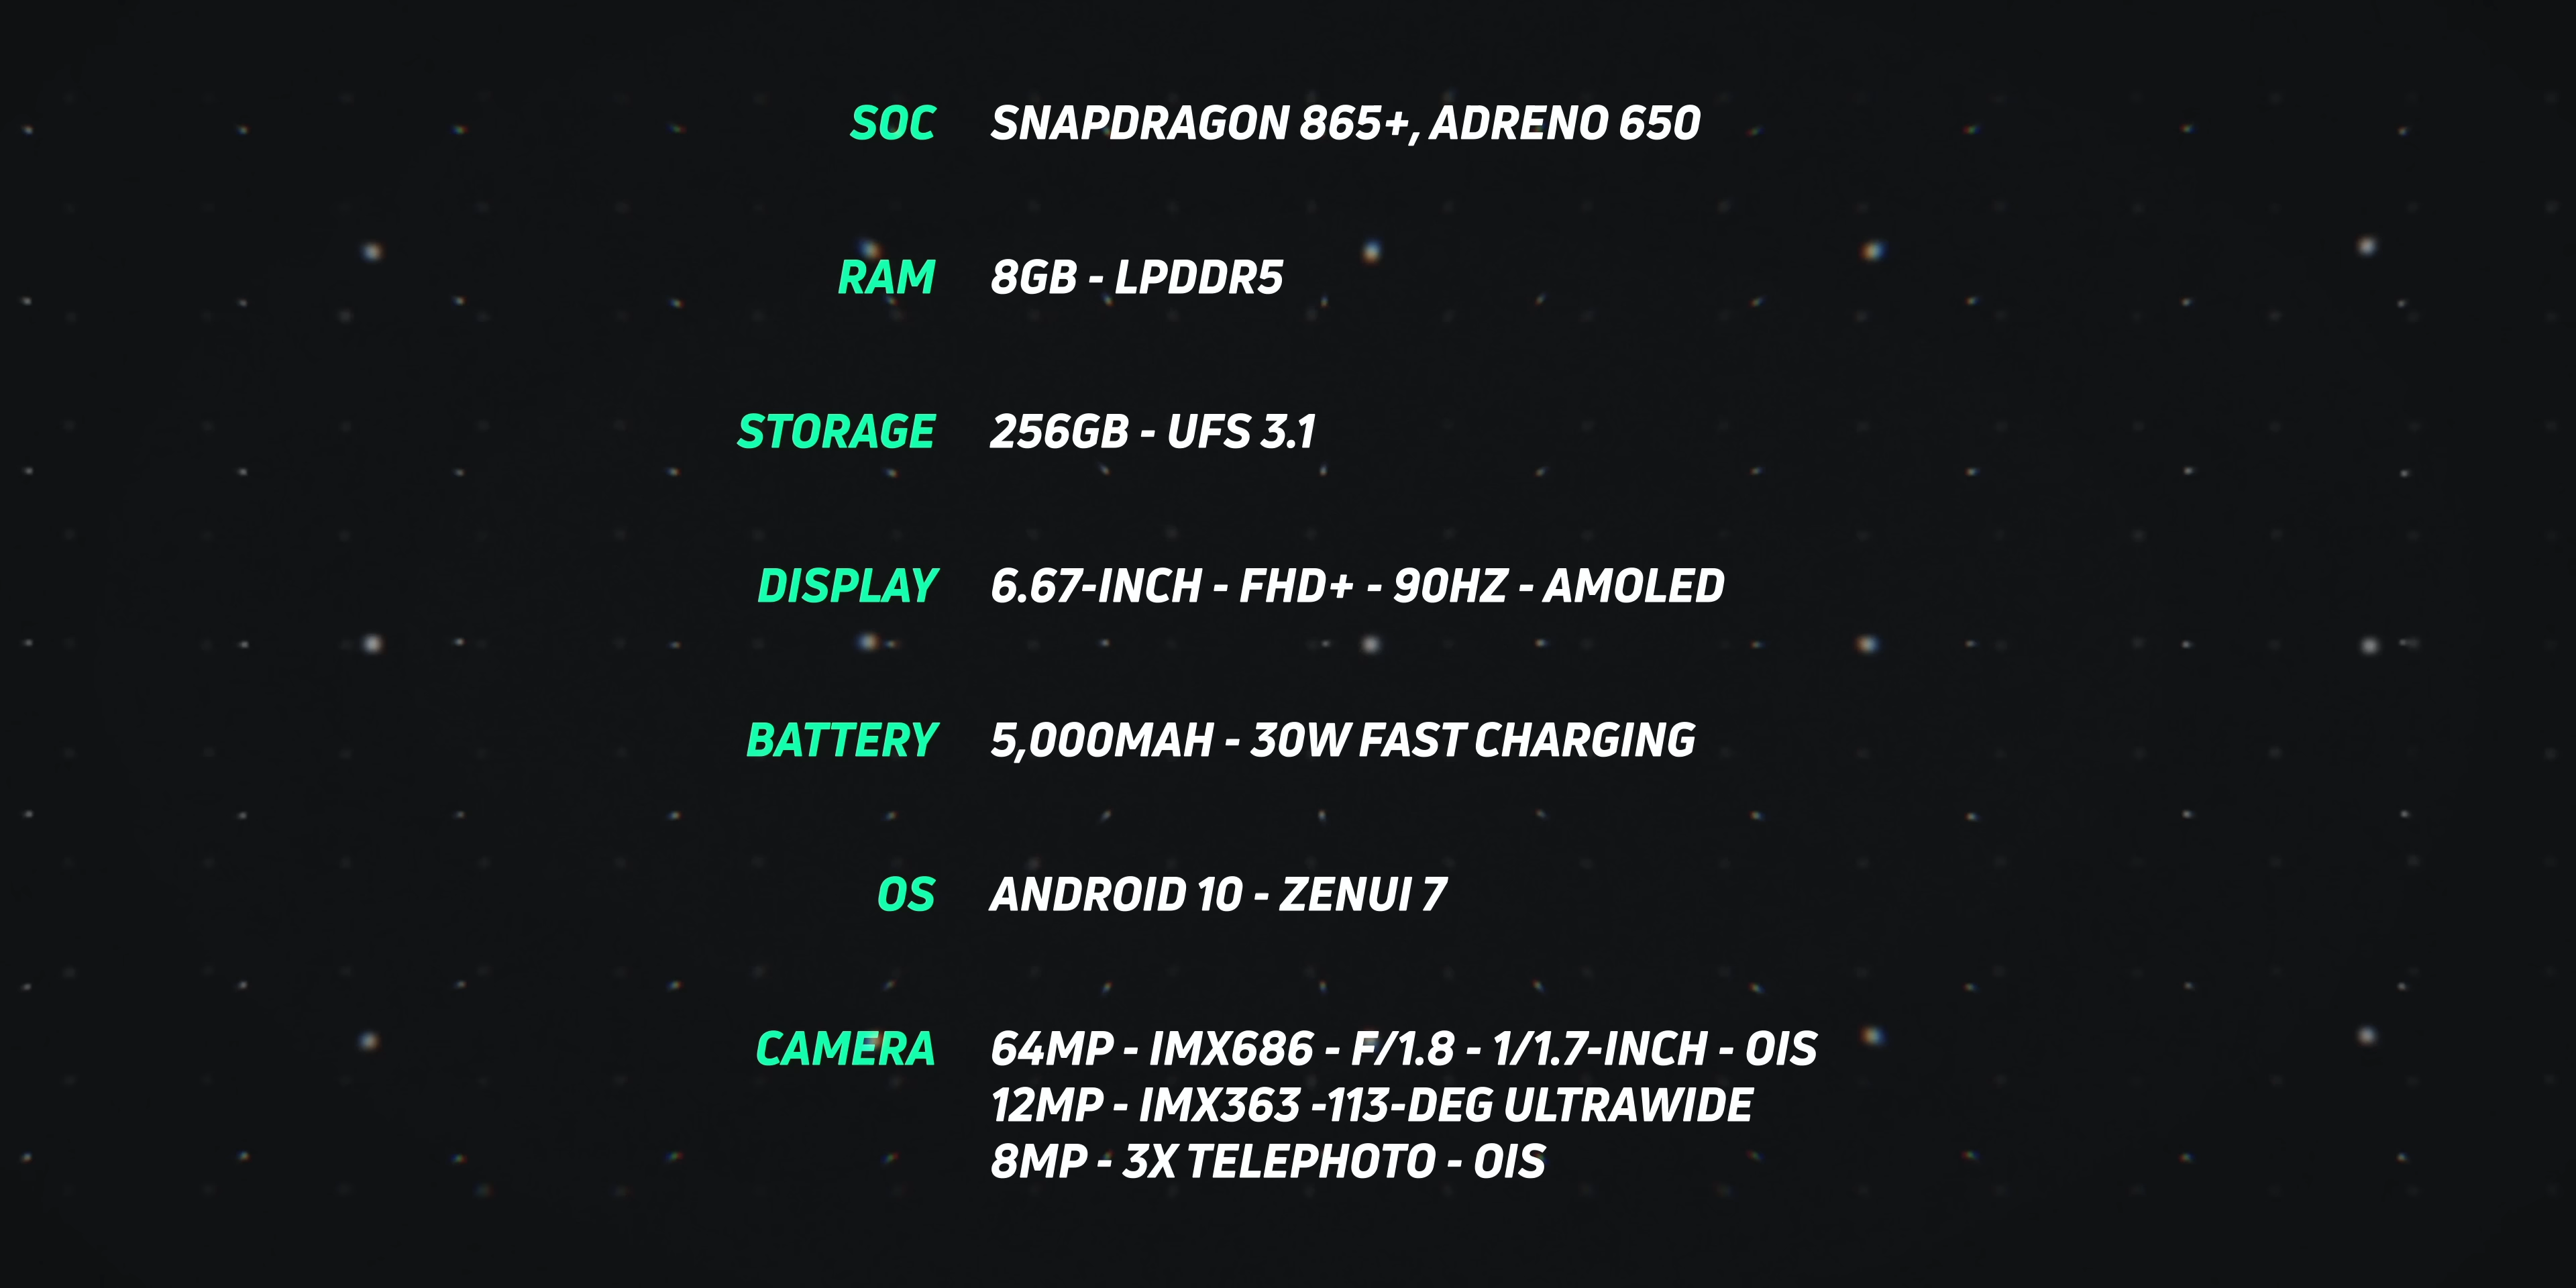 SOC SNAPDRAGON 865+, ADRENO 650
RAM 8GB - LPDDR5
STORAGE 256GB - UFS 3.1
DISPLAY 6.67-INCH - FHD+ - 90HZ - AMOLED
BATTERY 5,000MAH - 30W FAST CHARGING
OS ANDROID 10 - ZENUI 7
CAMERA 64MP - IMX686 - F/1.8 - 1/1.7-INCH - OIS
12MP - IMX363 -113-DEG ULTRAWIDE
8MP - 3X TELEPHOTO - OIS